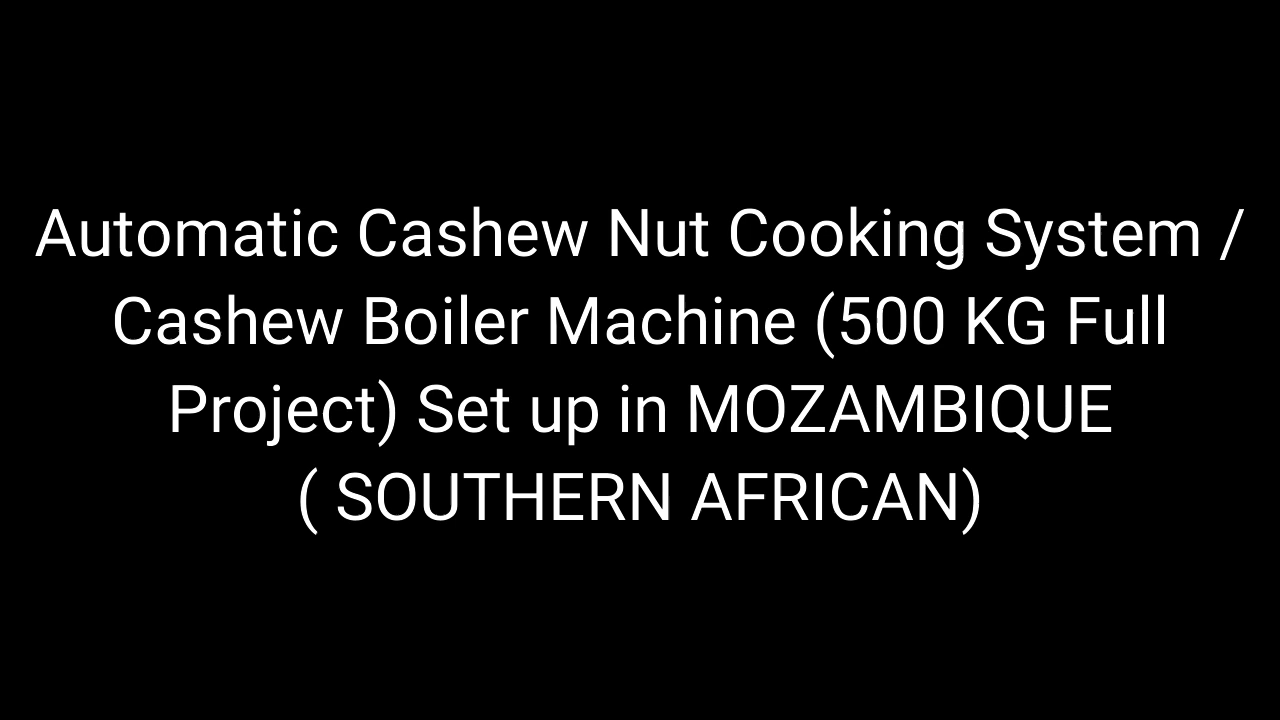 Automatic Cashew Nut Cooking System /
Cashew Boiler Machine (500 KG Full
Project) Set up in MOZAMBIQUE
( SOUTHERN AFRICAN)